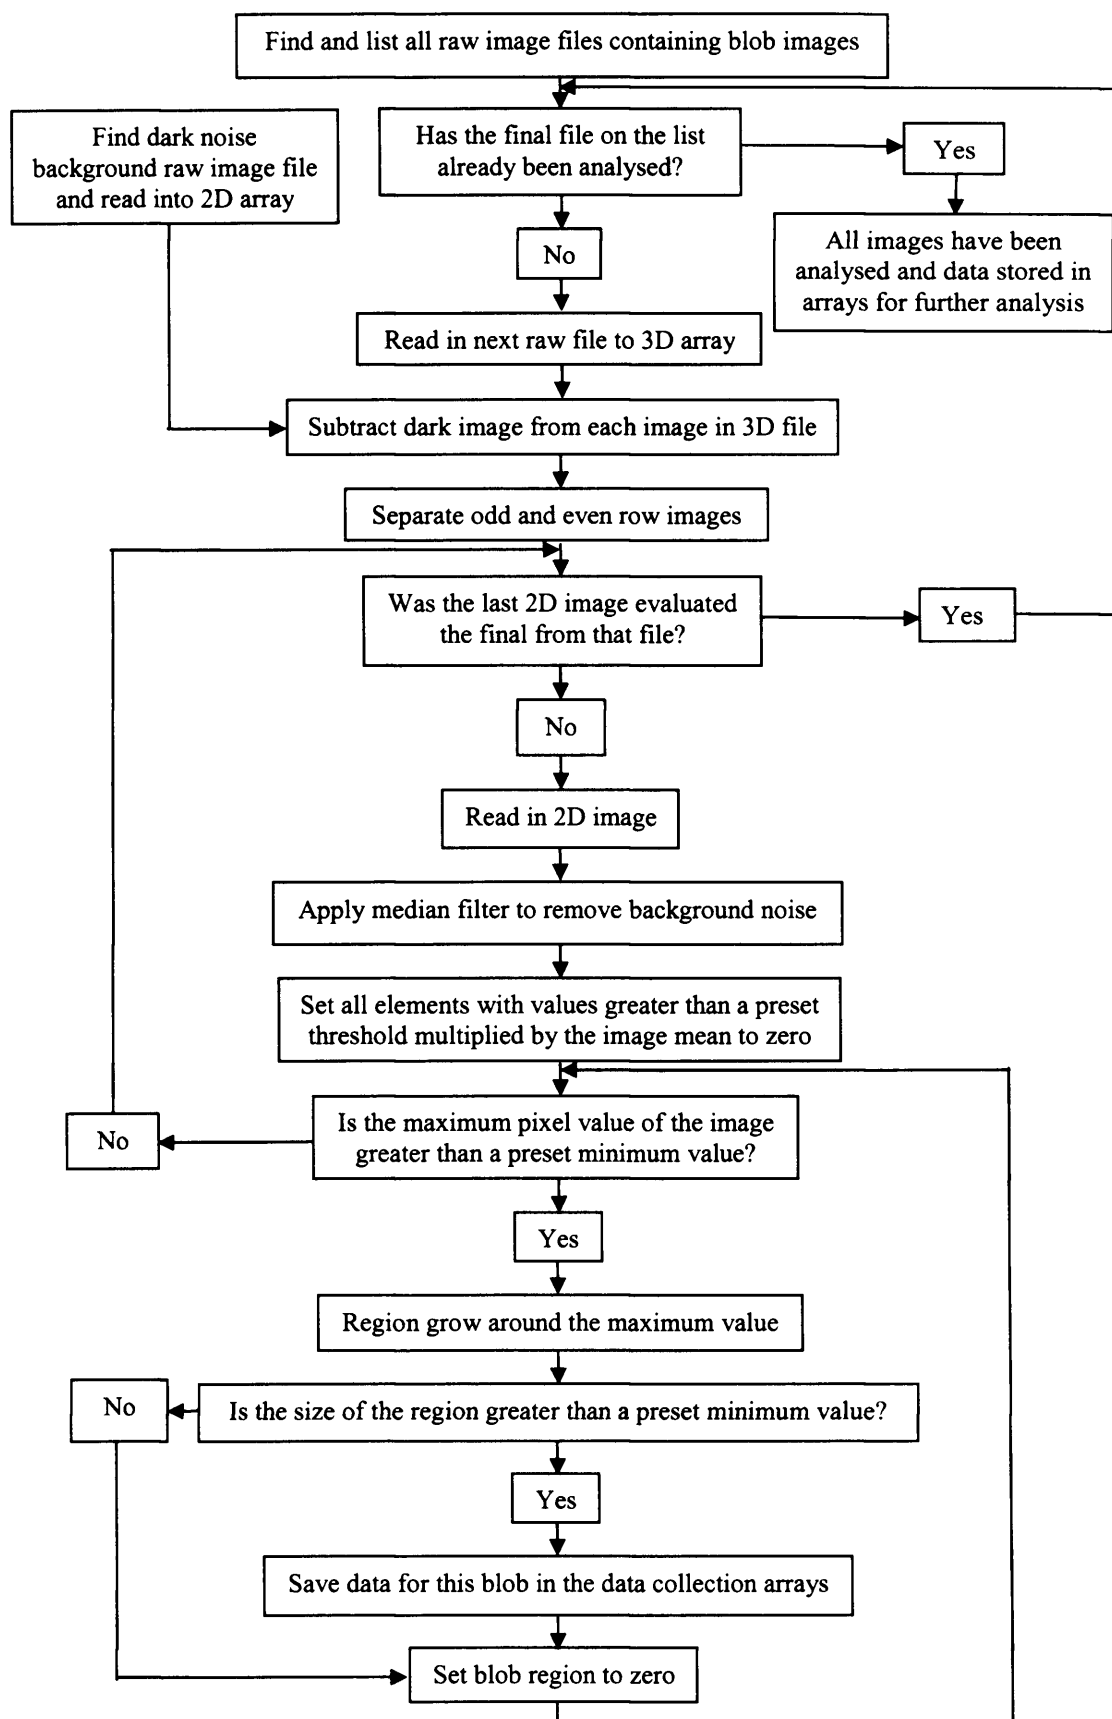 Find and list all raw image files containing blob images
Find dark noise
background raw image file
and read into 2D array
Has the final file on the list
already been analysed?
Yes
No
All images have been
analysed and data stored in
arrays for further analysis
Read in next raw file to 3D array
Subtract dark image from each image in 3D file
Separate odd and even row images
Was the last 2D image evaluated
the final from that file?
Yes
No
Read in 2D image
Apply median filter to remove background noise
Set all elements with values greater than a preset
threshold multiplied by the image mean to zero
Is the maximum pixel value of the image
greater than a preset minimum value?
No
Yes
Region grow around the maximum value
No
Is the size of the region greater than a preset minimum value?
Yes
Save data for this blob in the data collection arrays
Set blob region to zero